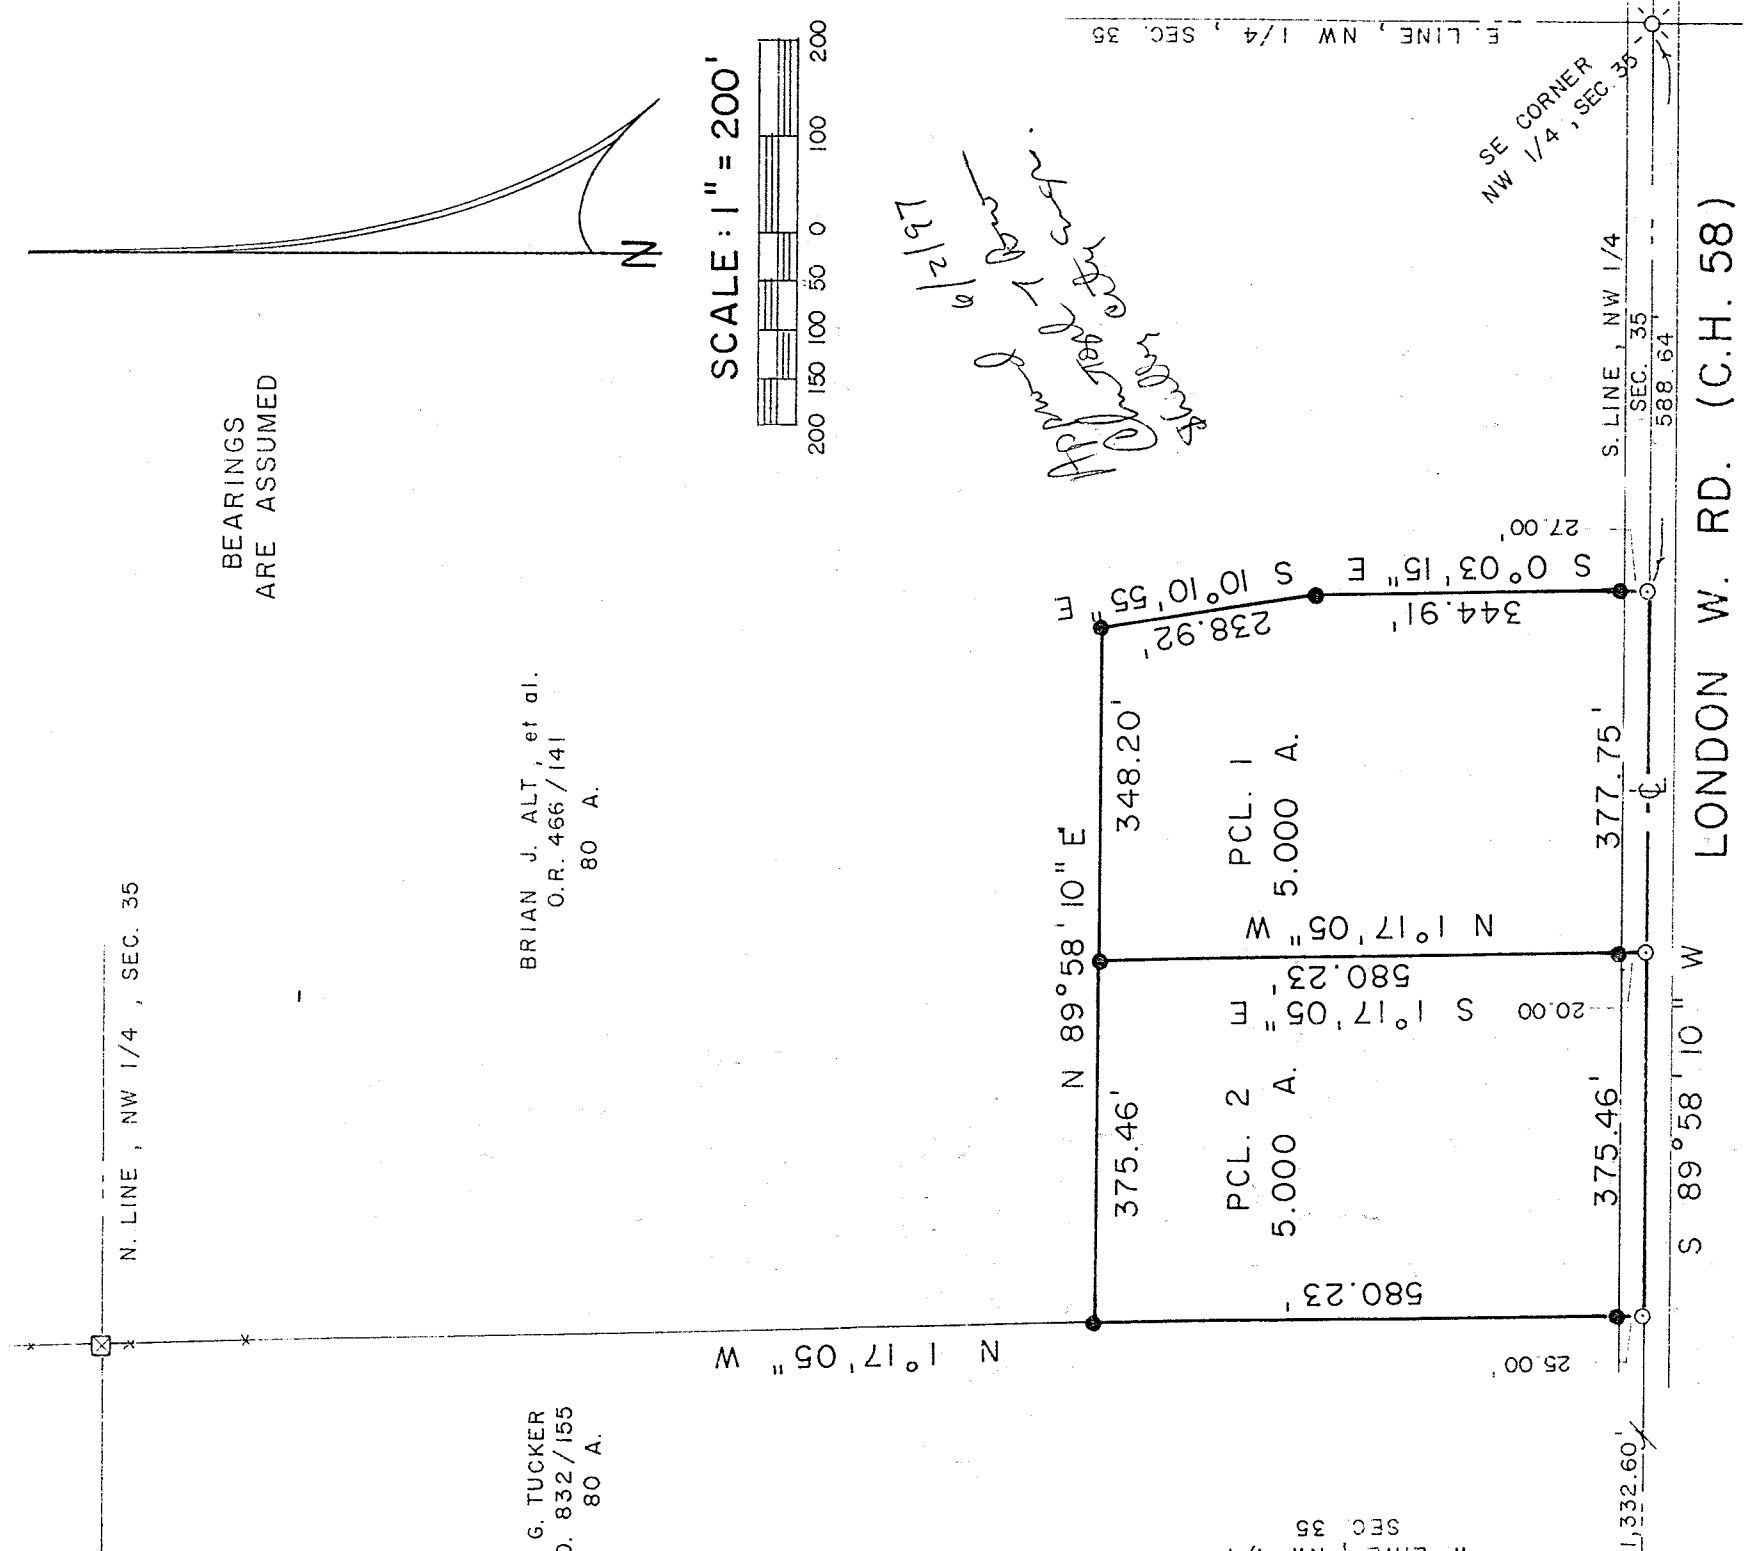 BEARINGS
ARE ASSUMED
N
SCALE : 1" = 200'
200 150 100 50 0 100 200
6/2/97
E. LINE, NW 1/4, SEC. 35
SE CORNER
NW 1/4, SEC. 35
N. LINE, NW 1/4, SEC. 35
BRIAN J. ALT, et al.
O.R. 466/141
80 A.
G. TUCKER
832/155
80 A.
N 1°17'05" W
N 89°58'10" E
375.46'
348.20'
S 10°10'55" E
238.92'
S 0°03'15" E
344.91'
27.00'
PCL. 1
5.000 A.
N 1°17'05" W
580.23'
S 1°17'05" E
20.00
PCL. 2
5.000 A.
580.23'
25.00'
375.46'
377.75'
S. LINE, NW 1/4
SEC. 35
588.64'
1,332.60'
SEC. 35
S 89°58'10" W
LONDON W. RD. (C.H. 58)